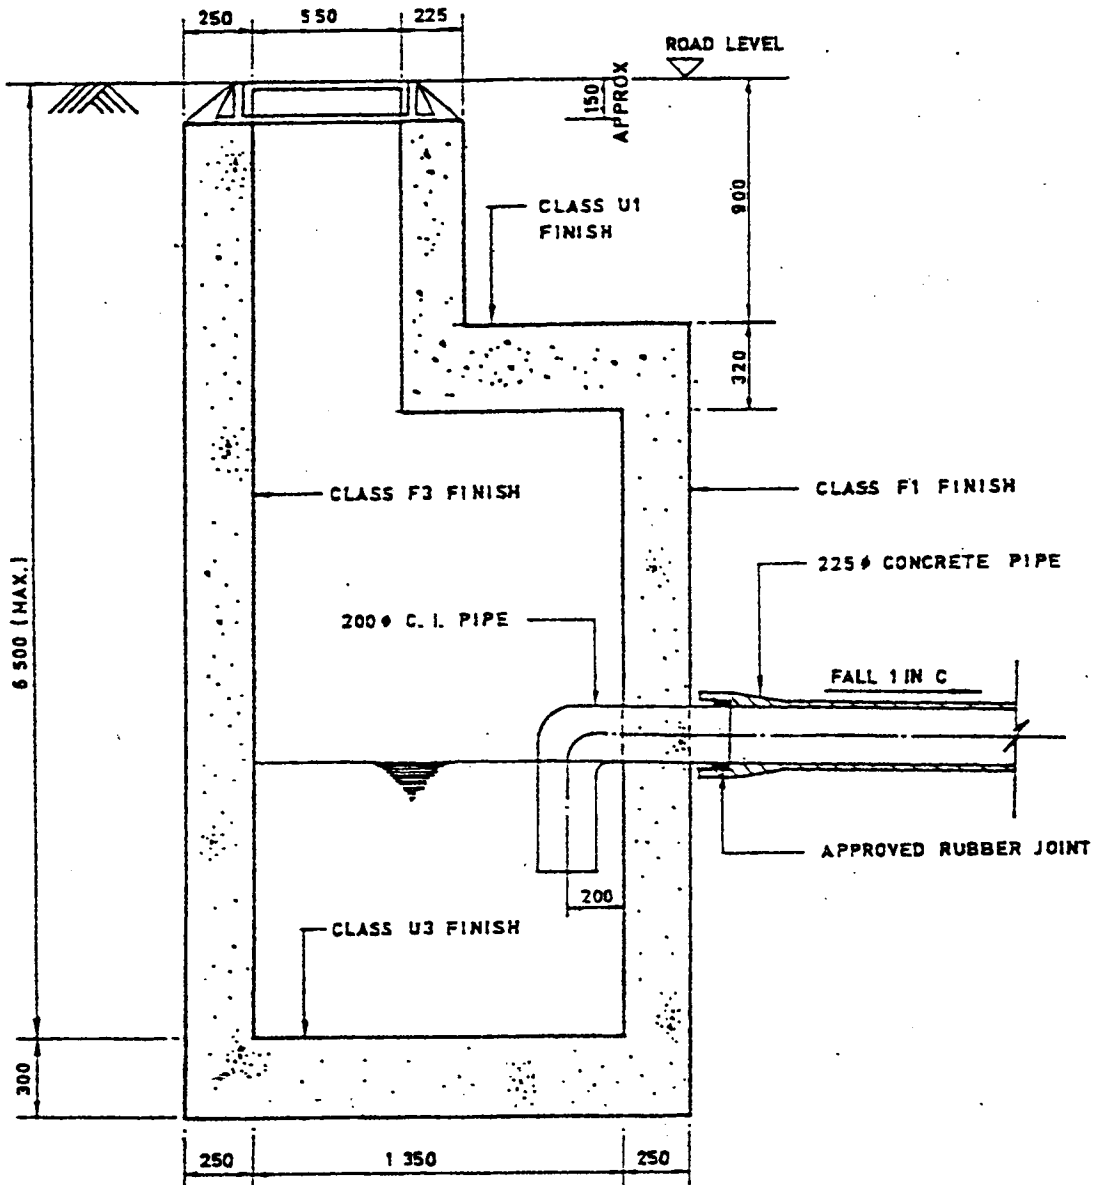 250
550
225
ROAD LEVEL
150
APPROX
900
CLASS U1
FINISH
320
CLASS F3 FINISH
CLASS F1 FINISH
225ϕ CONCRETE PIPE
6 500 (MAX.)
200ϕ C. I. PIPE
FALL 1 IN C
APPROVED RUBBER JOINT
200
CLASS U3 FINISH
300
250
1 350
250